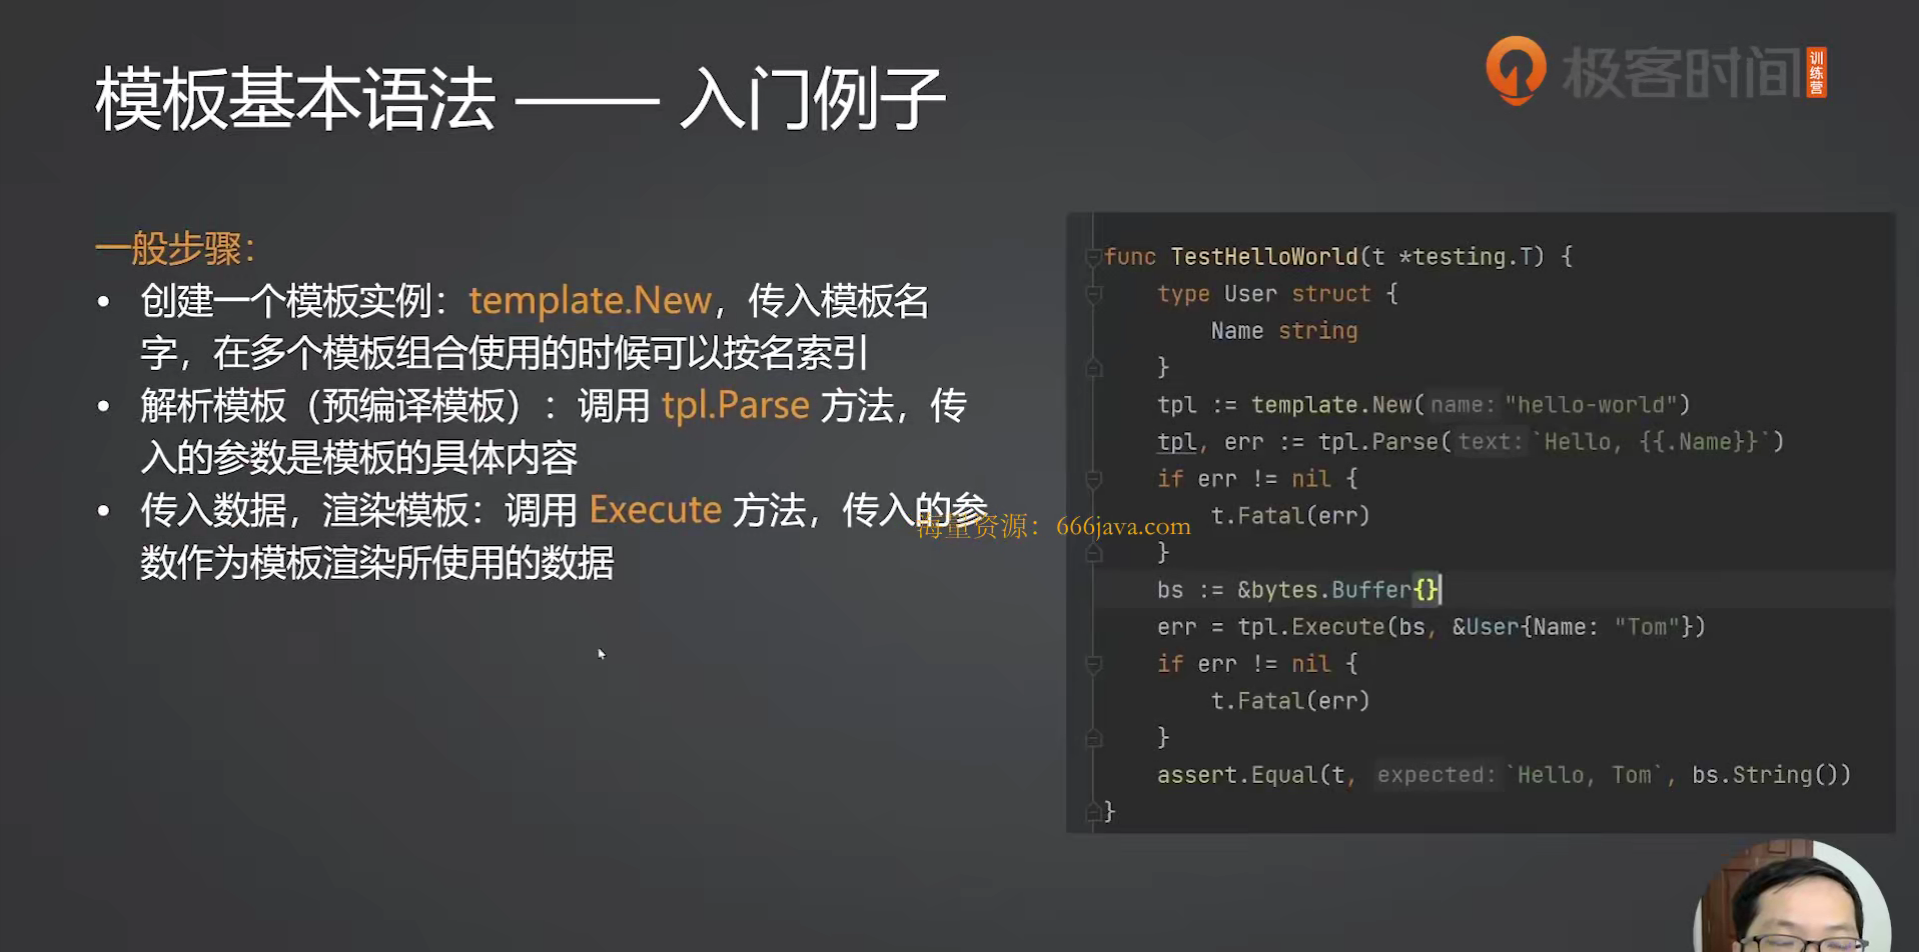 模板基本语法 —— 入门例子
极客时间 训练营
一般步骤：
• 创建一个模板实例：template.New，传入模板名
字，在多个模板组合使用的时候可以按名索引
• 解析模板（预编译模板）：调用 tpl.Parse 方法，传
入的参数是模板的具体内容
• 传入数据，渲染模板：调用 Execute 方法，传入的参
数作为模板渲染所使用的数据
海量资源：666java.com
func TestHelloWorld(t *testing.T) {
    type User struct {
        Name string
    }
    tpl := template.New( name: "hello-world")
    tpl, err := tpl.Parse( text: `Hello, {{.Name}}`)
    if err != nil {
        t.Fatal(err)
    }
    bs := &bytes.Buffer{}
    err = tpl.Execute(bs, &User{Name: "Tom"})
    if err != nil {
        t.Fatal(err)
    }
    assert.Equal(t, expected: `Hello, Tom`, bs.String())
}